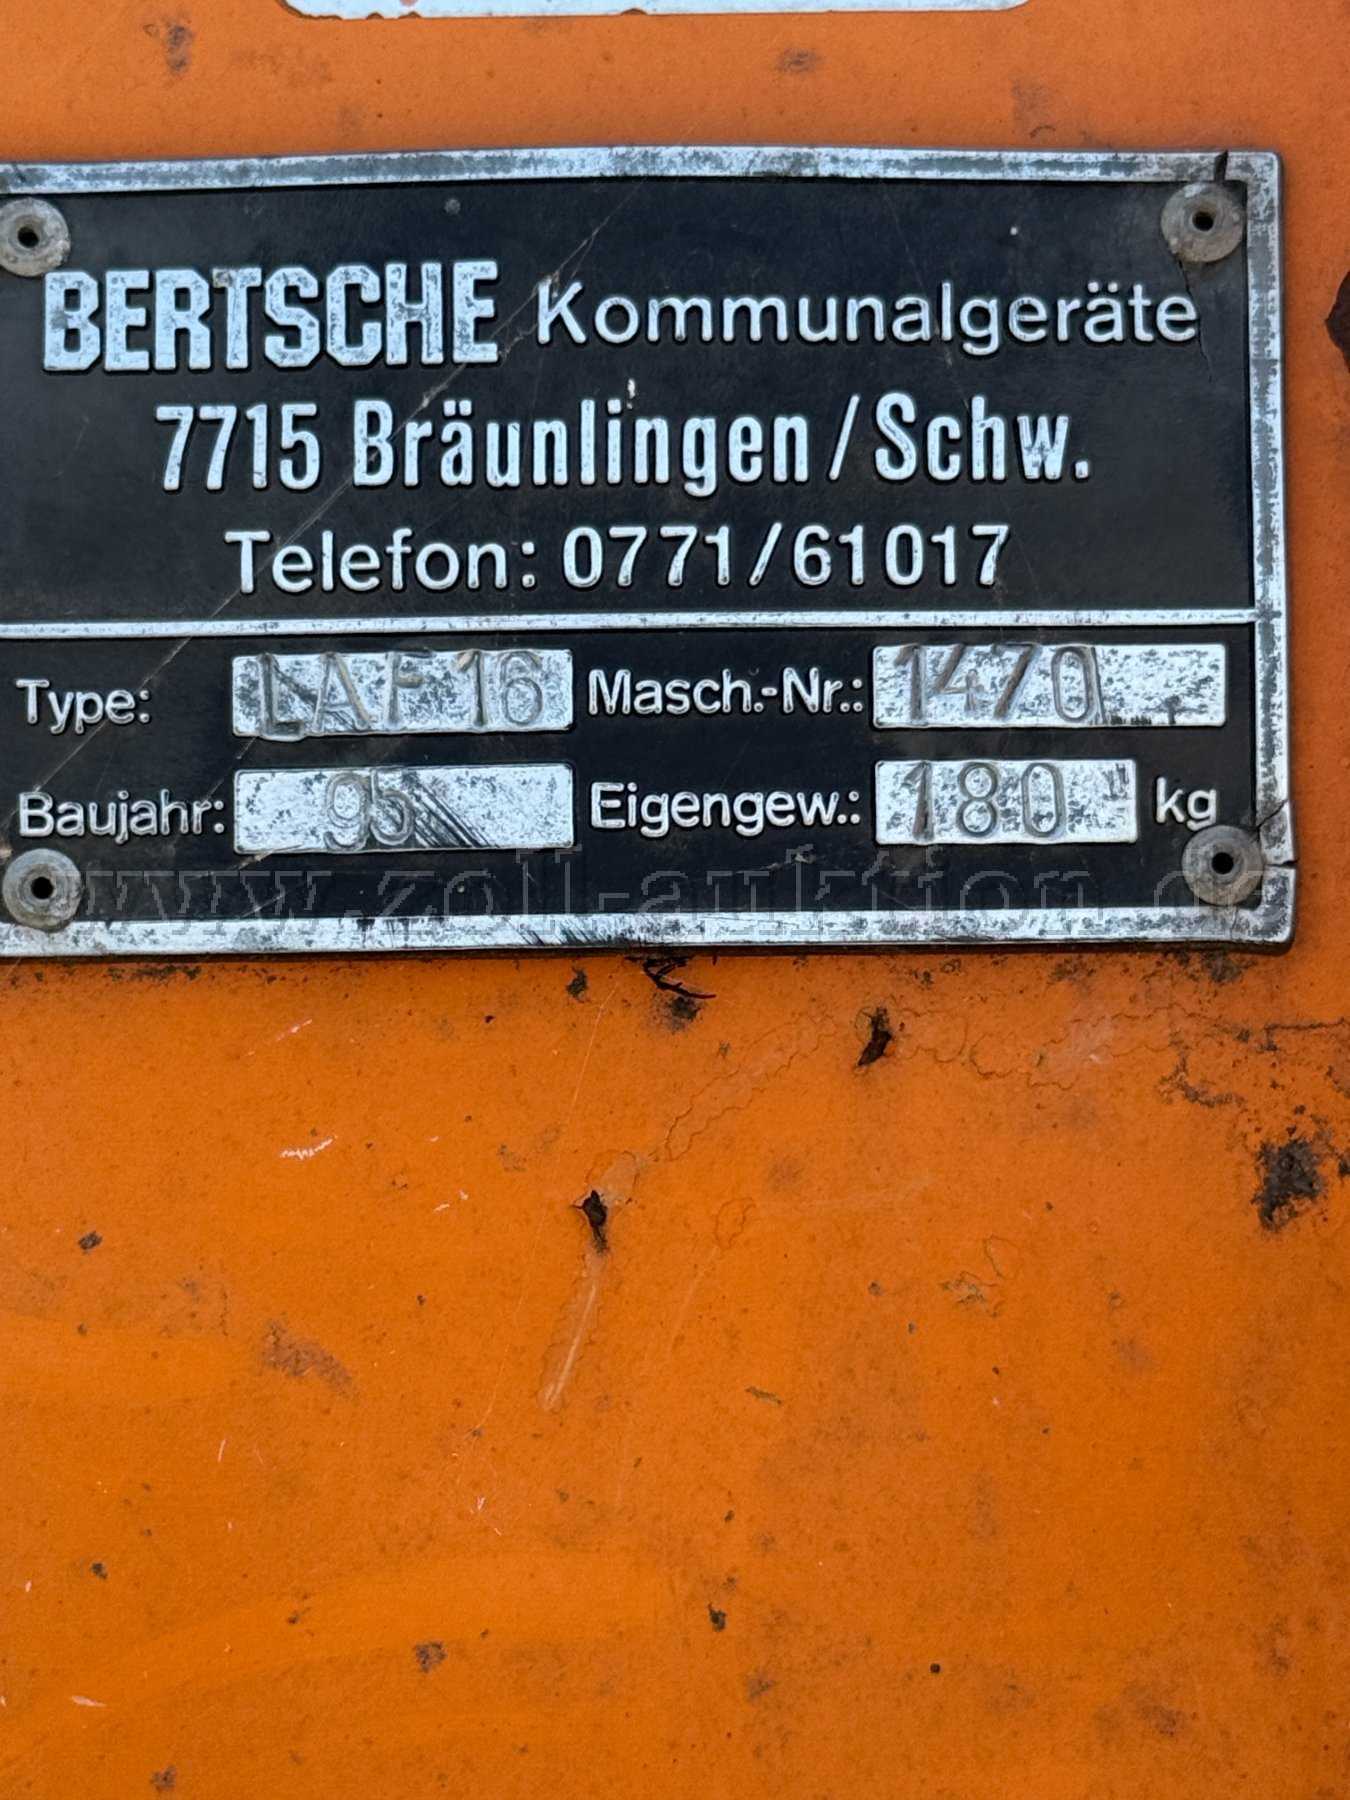 BERTSCHE Kommunalgeräte
7715 Bräunlingen/Schw.
Telefon: 0771/61017
Type: LAF 16 Masch.-Nr.: 1470
Baujahr: 95 Eigengew.: 180 kg
www.zoll-auktion.de